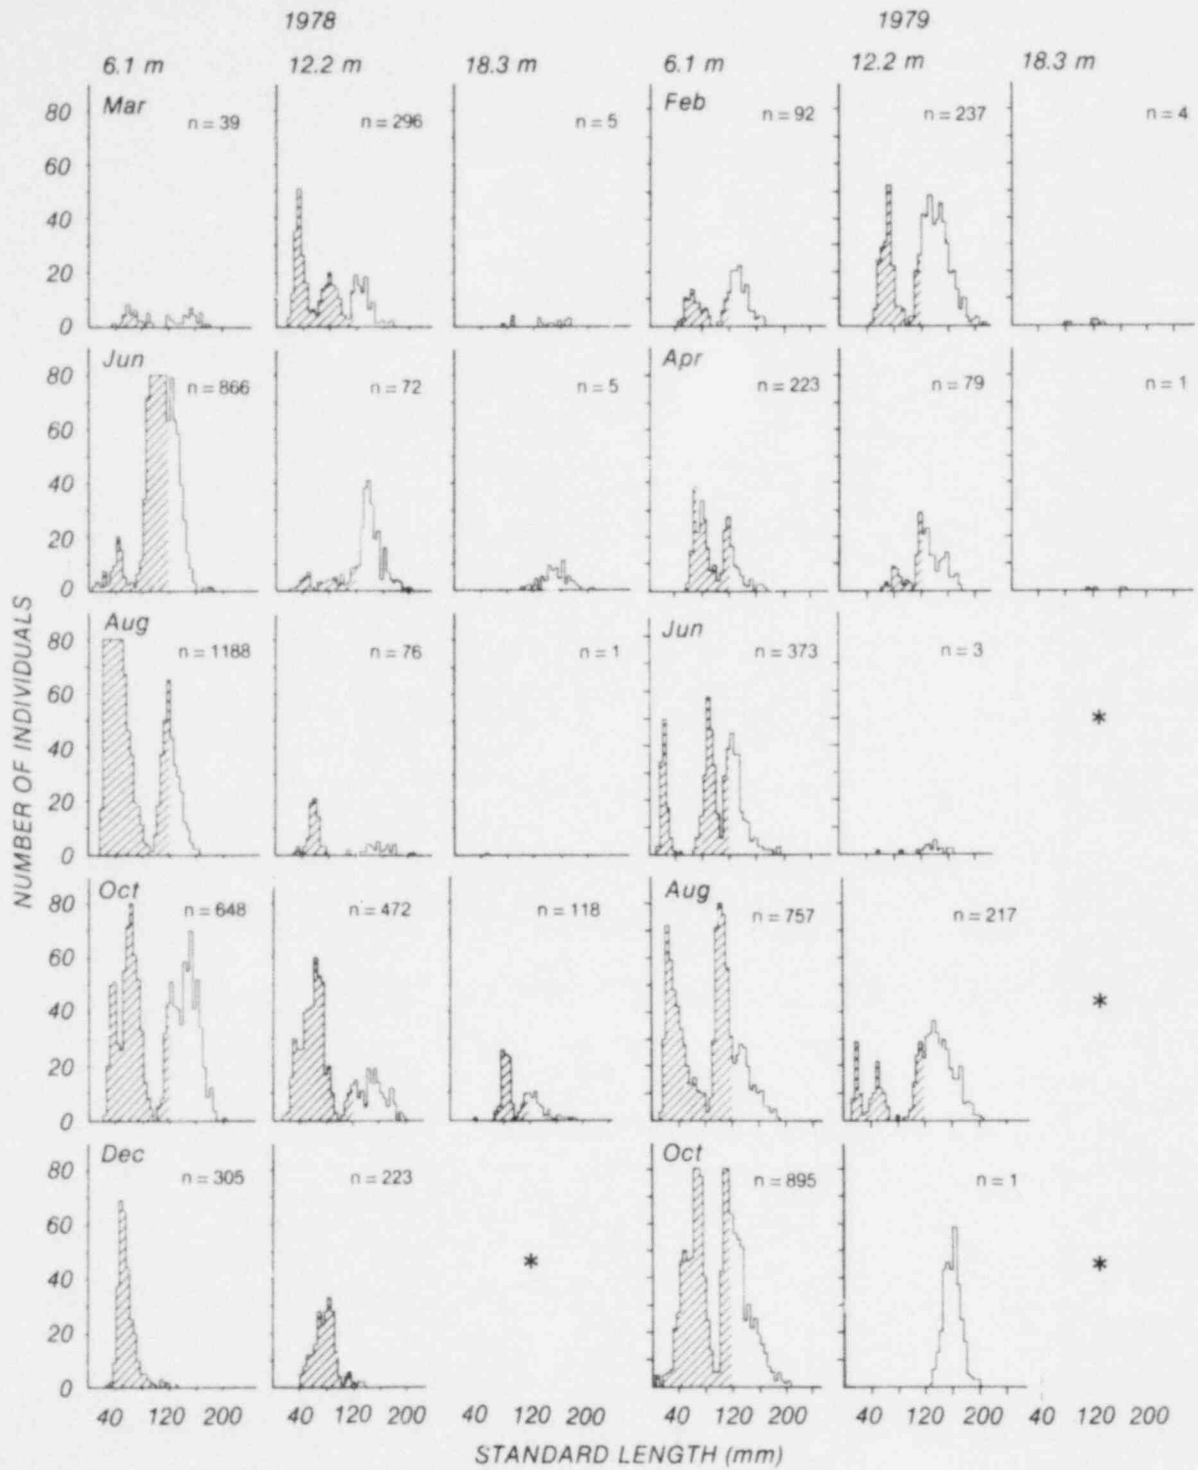 1978
1979
6.1 m
12.2 m
18.3 m
6.1 m
12.2 m
18.3 m
NUMBER OF INDIVIDUALS
80
60
40
20
0
Mar
n = 39
n = 296
n = 5
Feb
n = 92
n = 237
n = 4
80
60
40
20
0
Jun
n = 866
n = 72
n = 5
Apr
n = 223
n = 79
n = 1
80
60
40
20
0
Aug
n = 1188
n = 76
n = 1
Jun
n = 373
n = 3
*
80
60
40
20
0
Oct
n = 648
n = 472
n = 118
Aug
n = 757
n = 217
*
80
60
40
20
0
Dec
n = 305
n = 223
*
Oct
n = 895
n = 1
*
40 120 200
40 120 200
40 120 200
40 120 200
40 120 200
40 120 200
STANDARD LENGTH (mm)